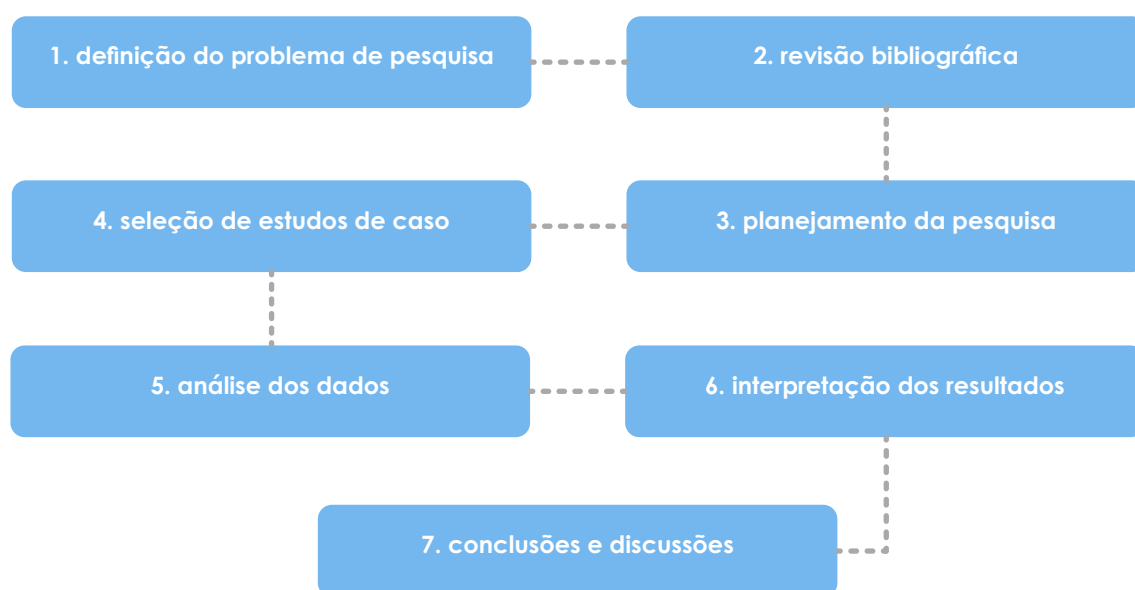 1. definição do problema de pesquisa
2. revisão bibliográfica
3. planejamento da pesquisa
4. seleção de estudos de caso
5. análise dos dados
6. interpretação dos resultados
7. conclusões e discussões